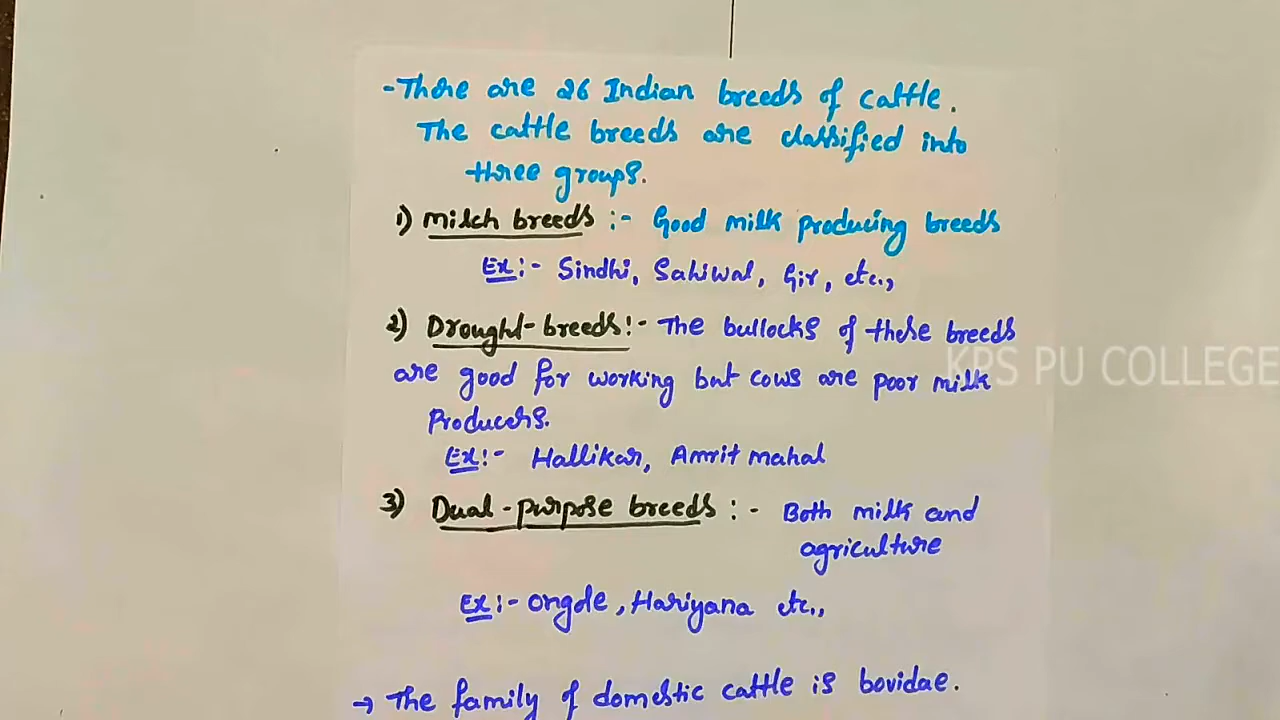 - There are 26 Indian breeds of cattle.
The cattle breeds are classified into
three groups.
1) Milch breeds :- Good milk producing breeds
Ex:- Sindhi, Sahiwal, Gir, etc.,
2) Drought-breeds:- The bullocks of these breeds
are good for working but cows are poor milk
Producers.
Ex:- Hallikar, Amrit mahal
3) Dual-purpose breeds :- Both milk and
agriculture
Ex:- Ongole, Hariyana etc.,
→ The family of domestic cattle is bovidae.
KPS PU COLLEGE